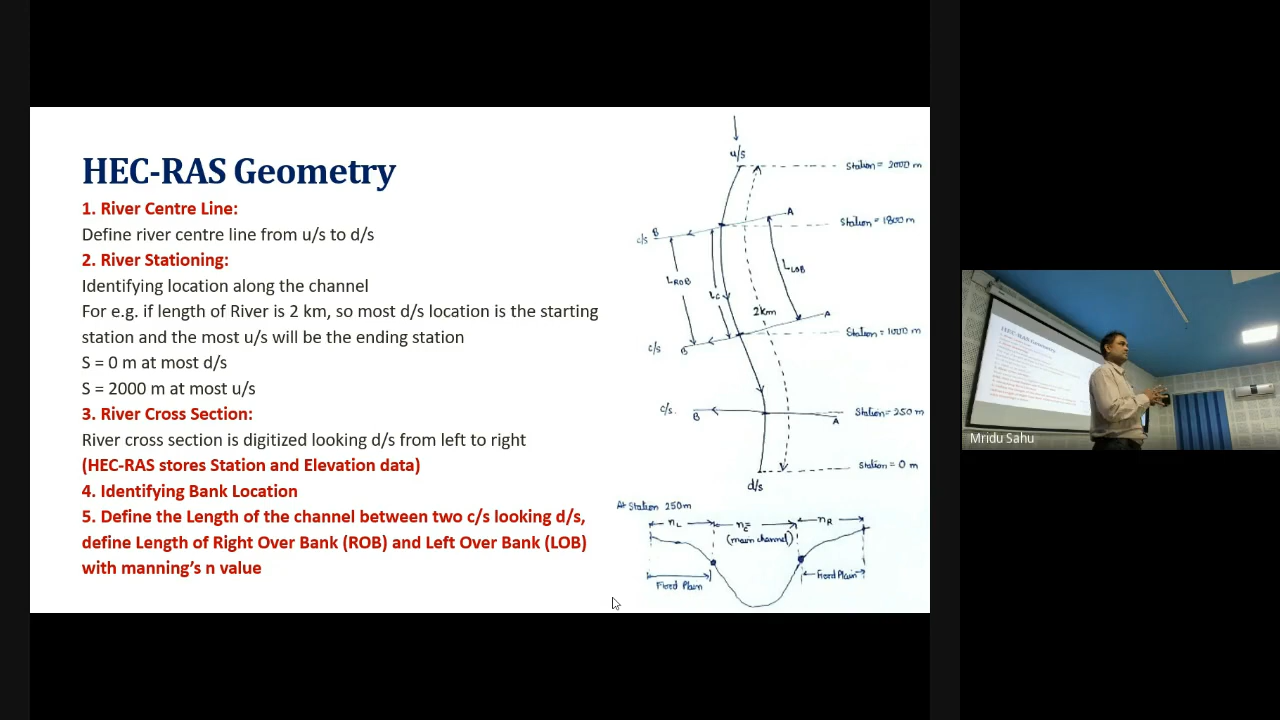 HEC-RAS Geometry
1. River Centre Line:
Define river centre line from u/s to d/s
2. River Stationing:
Identifying location along the channel
For e.g. if length of River is 2 km, so most d/s location is the starting
station and the most u/s will be the ending station
S = 0 m at most d/s
S = 2000 m at most u/s
3. River Cross Section:
River cross section is digitized looking d/s from left to right
(HEC-RAS stores Station and Elevation data)
4. Identifying Bank Location
5. Define the Length of the channel between two c/s looking d/s,
define Length of Right Over Bank (ROB) and Left Over Bank (LOB)
with manning's n value
u/s
Station = 2000 m
A
Station = 1800 m
c/s B
LROB
LC
LLOB
2km
A
Station = 1000 m
c/s B
c/s. B
A
Station = 250 m
Station = 0 m
d/s
At Station 250m
nL
nC
nR
(main channel)
Flood Plain
Flood Plain
HEC-RAS Geometry
Mridu Sahu